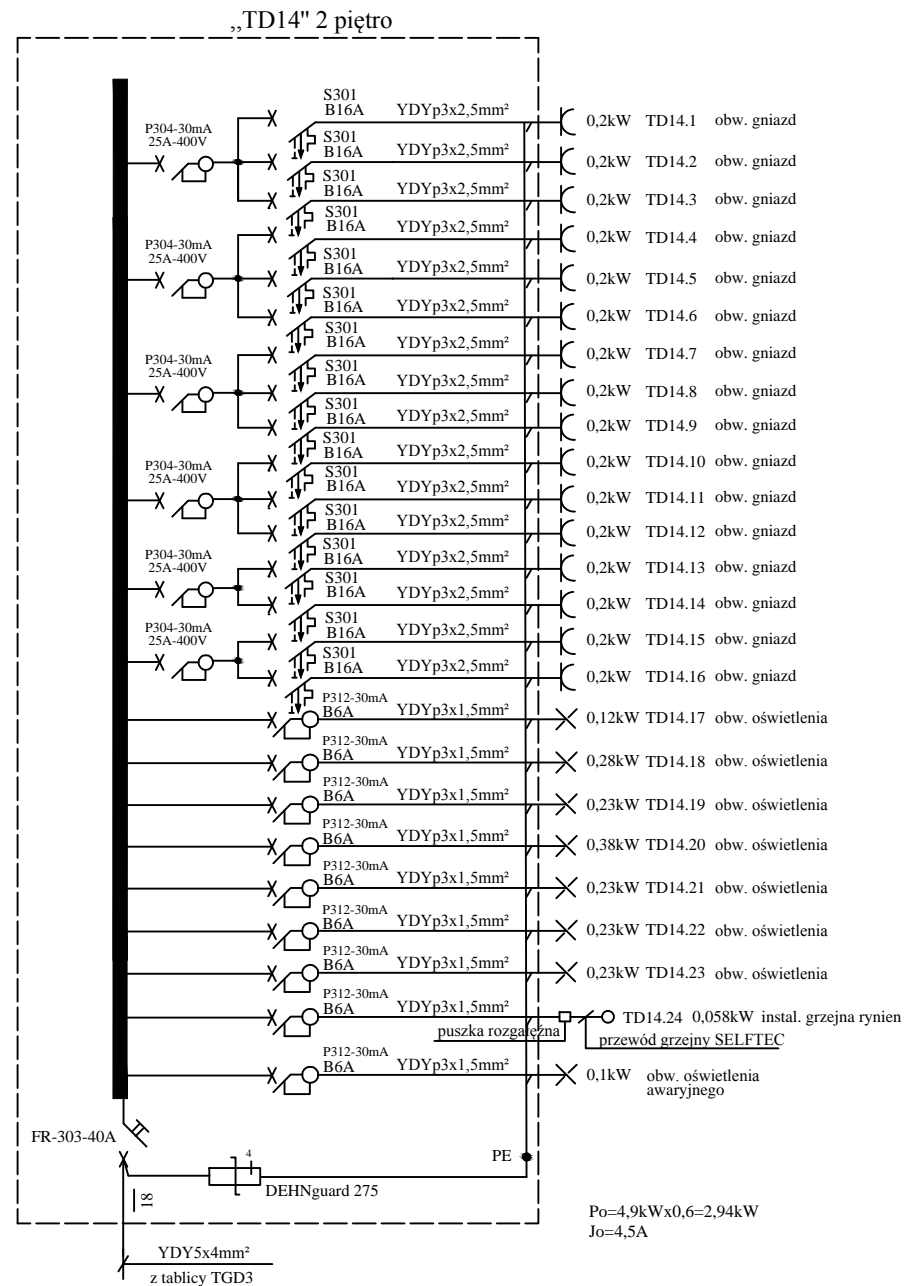 ,,TD14" 2 piętro
S301
B16A YDYp3x2,5mm² 0,2kW TD14.1 obw. gniazd
P304-30mA
25A-400V
S301
B16A YDYp3x2,5mm² 0,2kW TD14.2 obw. gniazd
S301
B16A YDYp3x2,5mm² 0,2kW TD14.3 obw. gniazd
S301
B16A YDYp3x2,5mm² 0,2kW TD14.4 obw. gniazd
P304-30mA
25A-400V
S301
B16A YDYp3x2,5mm² 0,2kW TD14.5 obw. gniazd
S301
B16A YDYp3x2,5mm² 0,2kW TD14.6 obw. gniazd
S301
B16A YDYp3x2,5mm² 0,2kW TD14.7 obw. gniazd
P304-30mA
25A-400V
S301
B16A YDYp3x2,5mm² 0,2kW TD14.8 obw. gniazd
S301
B16A YDYp3x2,5mm² 0,2kW TD14.9 obw. gniazd
S301
B16A YDYp3x2,5mm² 0,2kW TD14.10 obw. gniazd
P304-30mA
25A-400V
S301
B16A YDYp3x2,5mm² 0,2kW TD14.11 obw. gniazd
S301
B16A YDYp3x2,5mm² 0,2kW TD14.12 obw. gniazd
P304-30mA
25A-400V
S301
B16A YDYp3x2,5mm² 0,2kW TD14.13 obw. gniazd
S301
B16A YDYp3x2,5mm² 0,2kW TD14.14 obw. gniazd
P304-30mA
25A-400V
S301
B16A YDYp3x2,5mm² 0,2kW TD14.15 obw. gniazd
S301
B16A YDYp3x2,5mm² 0,2kW TD14.16 obw. gniazd
P312-30mA
B6A YDYp3x1,5mm² 0,12kW TD14.17 obw. oświetlenia
P312-30mA
B6A YDYp3x1,5mm² 0,28kW TD14.18 obw. oświetlenia
P312-30mA
B6A YDYp3x1,5mm² 0,23kW TD14.19 obw. oświetlenia
P312-30mA
B6A YDYp3x1,5mm² 0,38kW TD14.20 obw. oświetlenia
P312-30mA
B6A YDYp3x1,5mm² 0,23kW TD14.21 obw. oświetlenia
P312-30mA
B6A YDYp3x1,5mm² 0,23kW TD14.22 obw. oświetlenia
P312-30mA
B6A YDYp3x1,5mm² 0,23kW TD14.23 obw. oświetlenia
P312-30mA
B6A YDYp3x1,5mm² TD14.24 0,058kW instal. grzejna rynien
puszka rozgałęźna przewód grzejny SELFTEC
P312-30mA
B6A YDYp3x1,5mm² 0,1kW obw. oświetlenia
awaryjnego
FR-303-40A
PE
4
DEHNguard 275
18
Po=4,9kWx0,6=2,94kW
Jo=4,5A
YDY5x4mm²
z tablicy TGD3